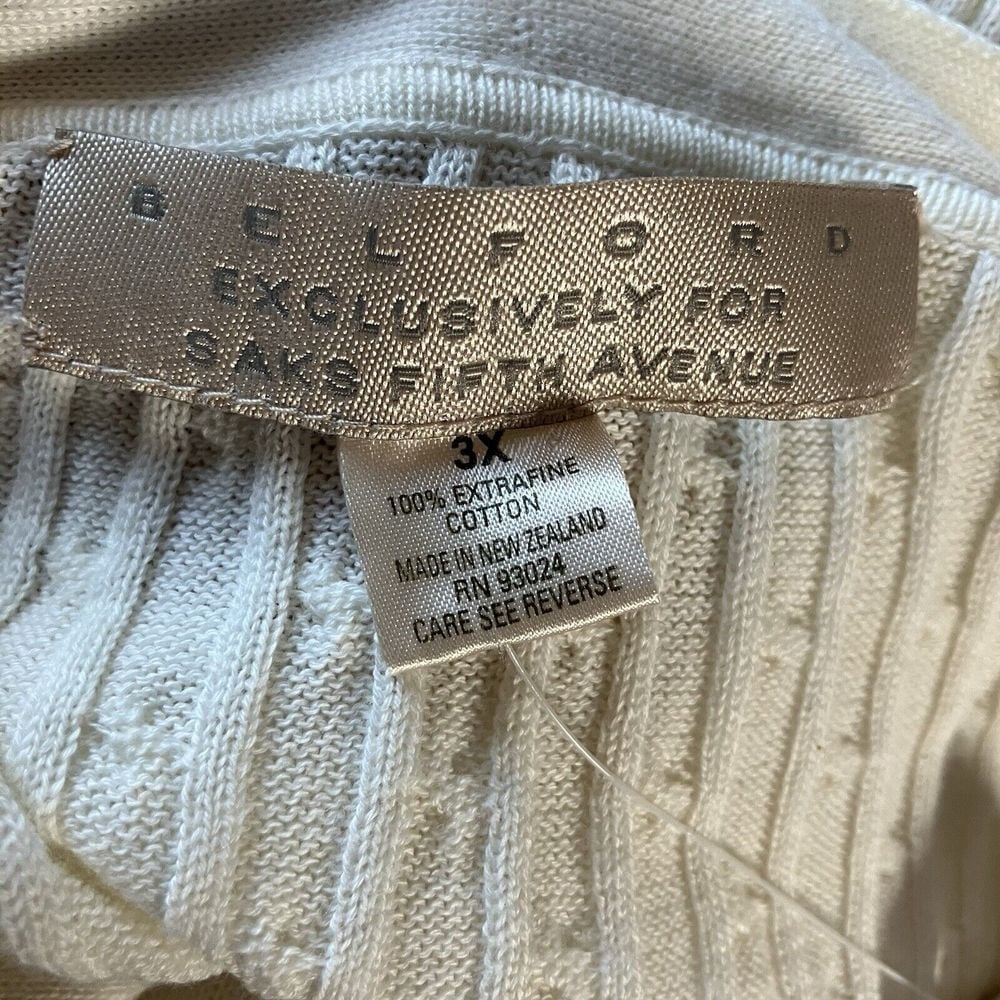 BELFORD
EXCLUSIVELY FOR
SAKS FIFTH AVENUE
3X
100% EXTRAFINE
COTTON
MADE IN NEW ZEALAND
RN 93024
CARE SEE REVERSE